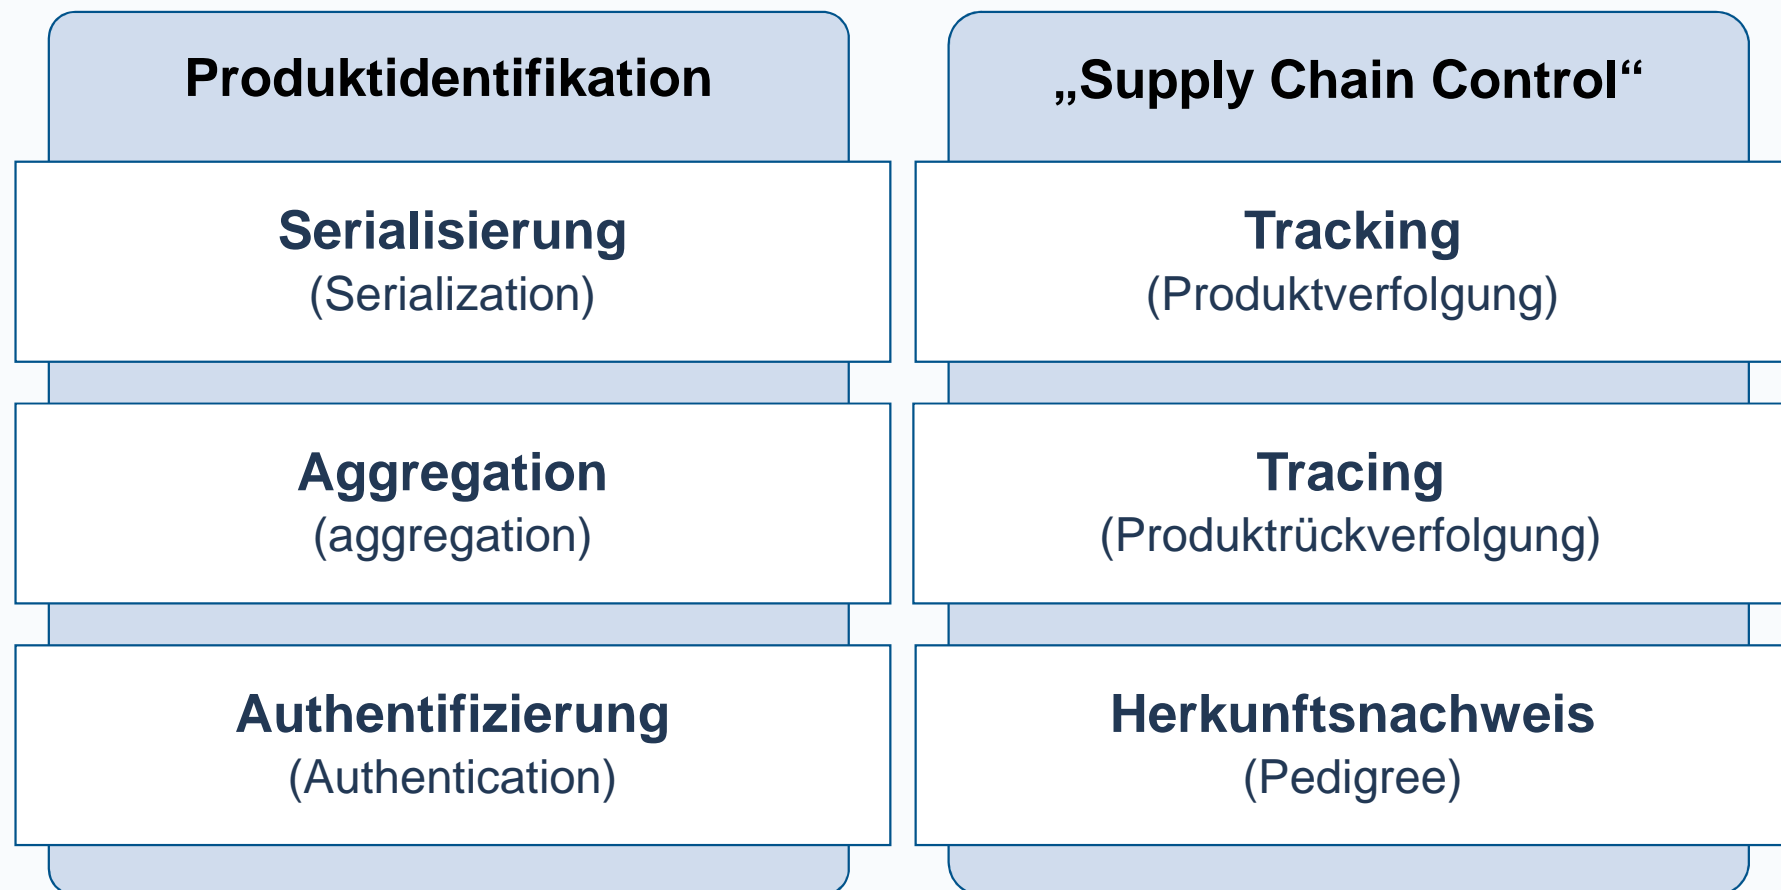 Produktidentifikation
Serialisierung
(Serialization)
Aggregation
(aggregation)
Authentifizierung
(Authentication)
„Supply Chain Control“
Tracking
(Produktverfolgung)
Tracing
(Produktrückverfolgung)
Herkunftsnachweis
(Pedigree)